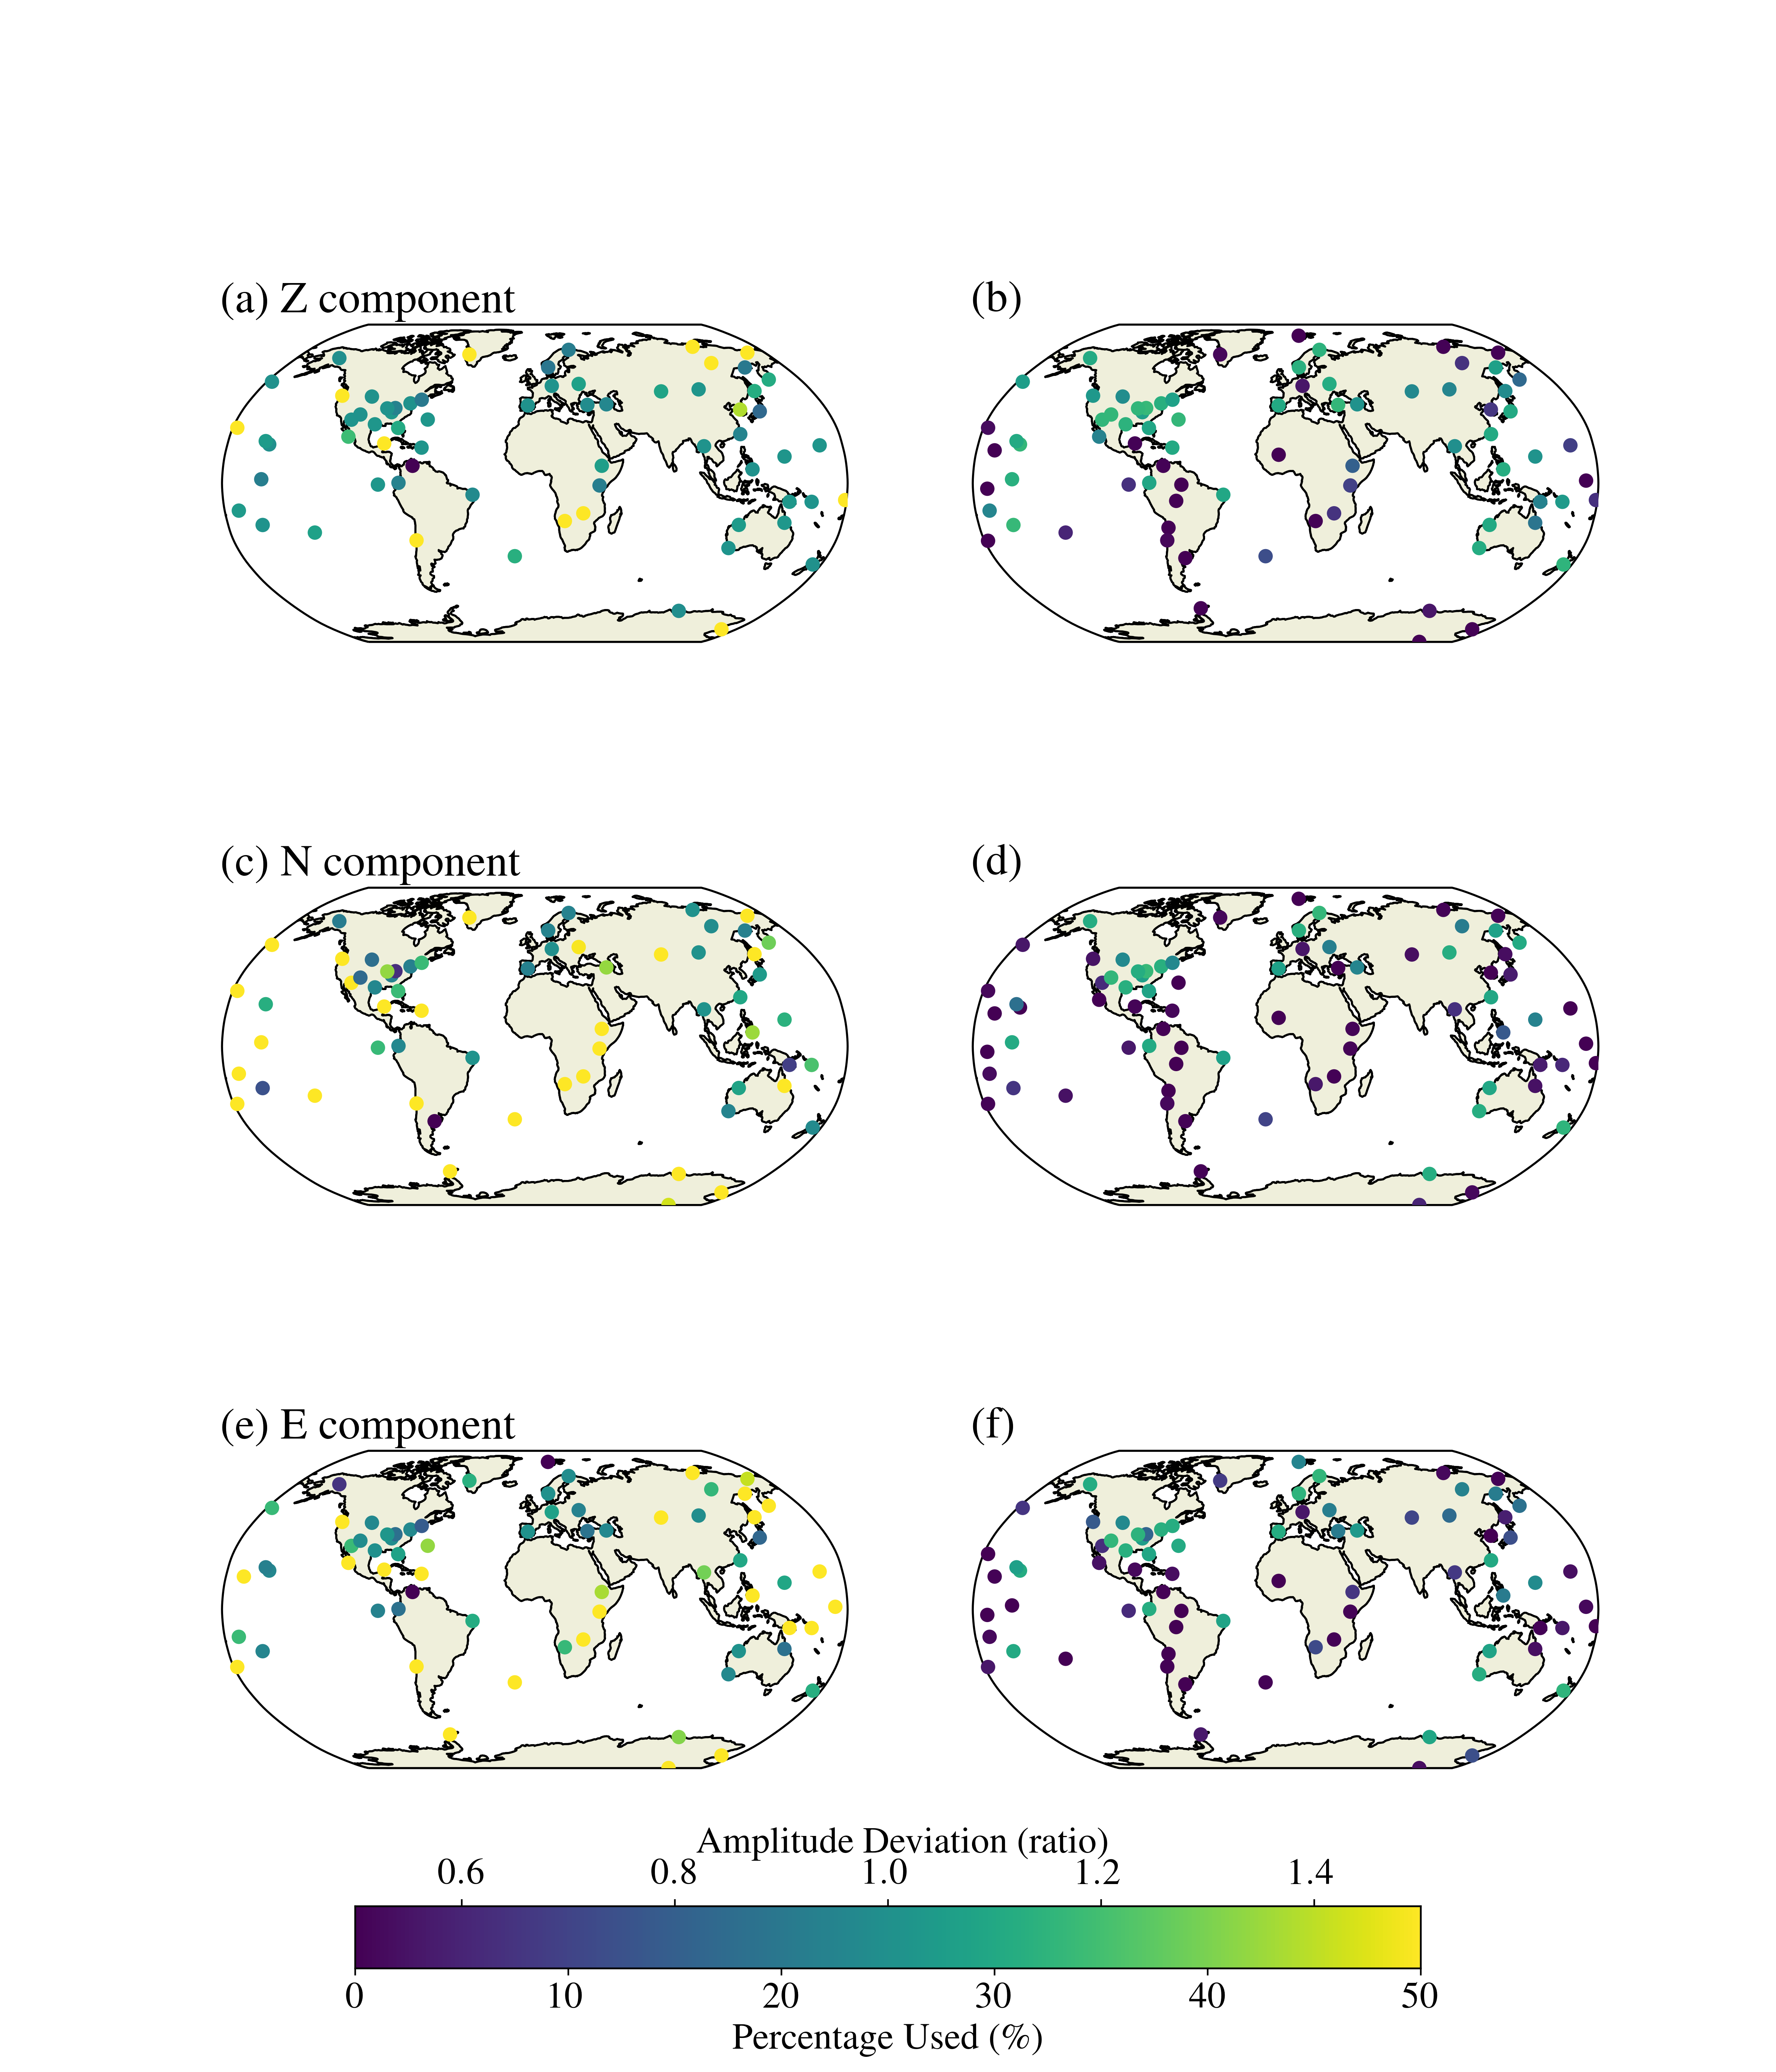 (a) Z component
(b)
(c) N component
(d)
(e) E component
(f)
Amplitude Deviation (ratio)
0.6 0.8 1.0 1.2 1.4
0 10 20 30 40 50
Percentage Used (%)